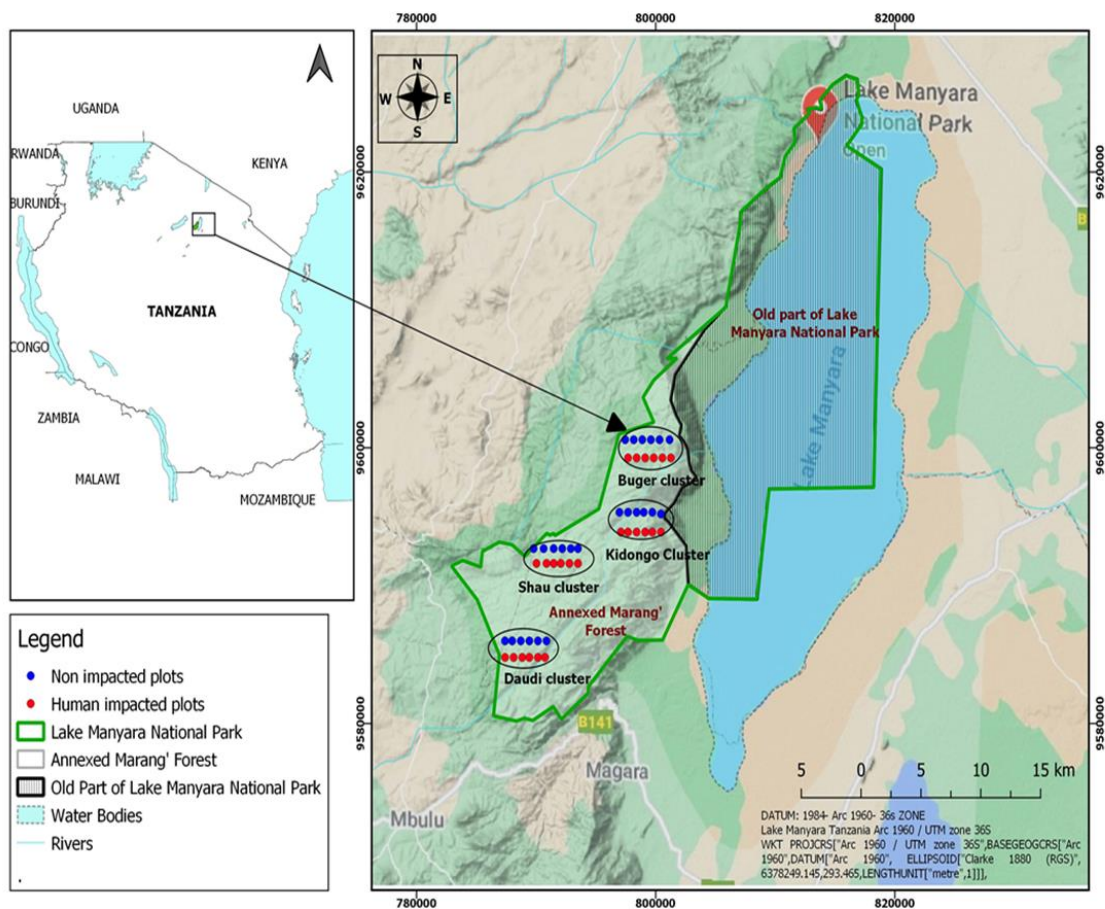 UGANDA
RWANDA
KENYA
BURUNDI
TANZANIA
CONGO
ZAMBIA
MALAWI
MOZAMBIQUE
Legend
Non impacted plots
Human impacted plots
Lake Manyara National Park
Annexed Marang' Forest
Old Part of Lake Manyara National Park
Water Bodies
Rivers
.
780000
800000
820000
N
W E
S
Lake Manyara
National Park
Open
9620000
9620000
B
Old part of Lake
Manyara National Park
Lake Manyara
9600000
9600000
Buger cluster
Kidongo Cluster
Shau cluster
Annexed Marang'
Forest
Daudi cluster
9580000
9580000
B141
Magara
Mbulu
5 0 5 10 15 km
DATUM: 1984- Arc 1960- 36s ZONE
Lake Manyara Tanzania Arc 1960 / UTM zone 36S
WKT PROJCRS["Arc 1960 / UTM zone 36S",BASEGEOGCRS["Arc
1960",DATUM["Arc 1960", ELLIPSOID["Clarke 1880 (RGS)",
6378249.145,293.465,LENGTHUNIT["metre",1]]],
780000
800000
820000